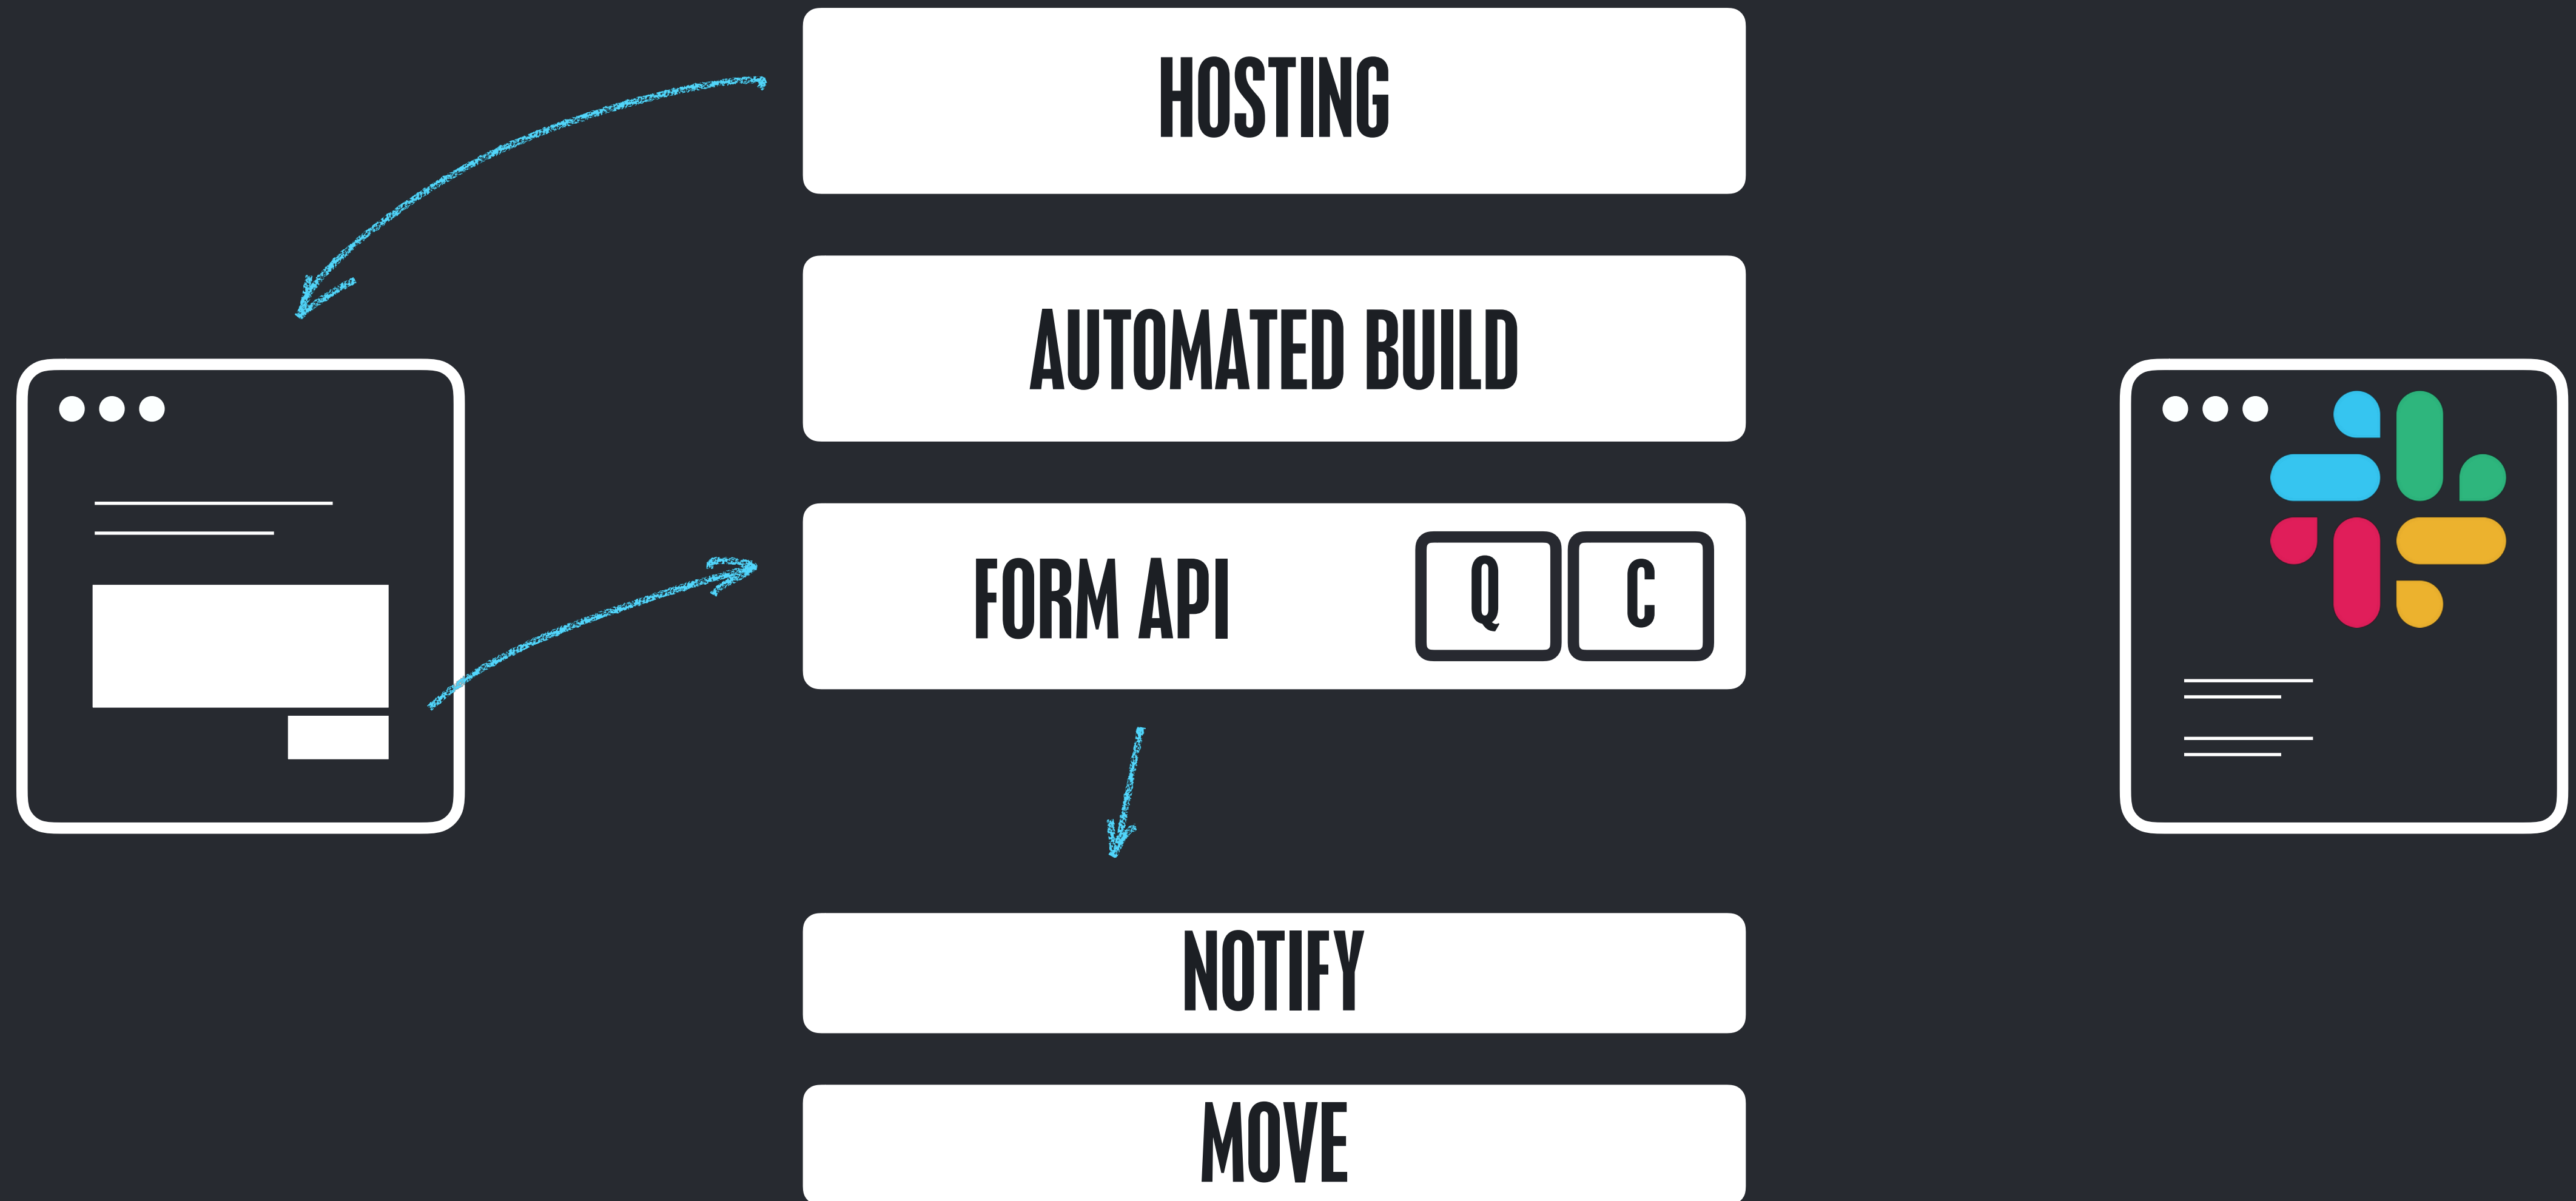 HOSTING
AUTOMATED BUILD
FORM API
Q
C
NOTIFY
MOVE